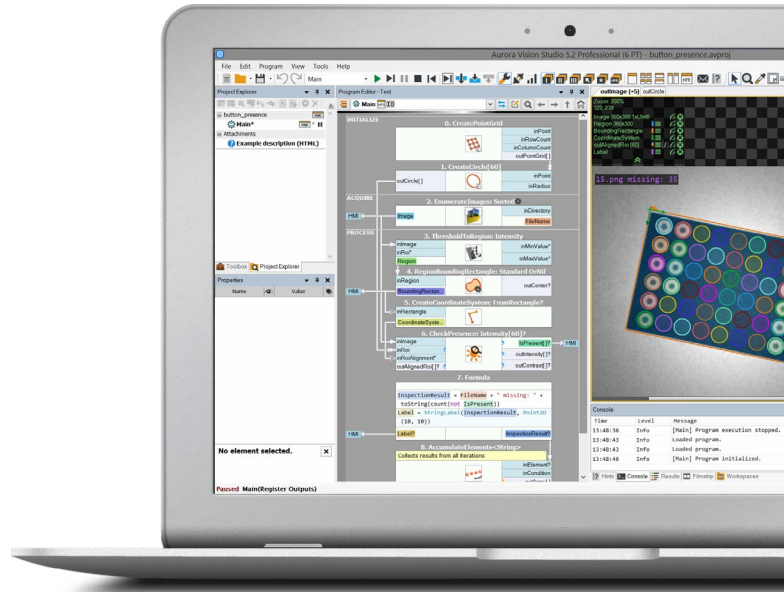 Aurora Vision Studio 5.2 Professional (6 PT) - button_presence.avproj
File Edit Program View Tools Help
Main
Project Explorer
Program Editor - Test
outImage (+5) outCircle
button_presence
Main*
Attachments
Example description (HTML)
Main IO
Zoom: 200%
Region 360x300
BoundingRectangle
CoordinateSystem
outAlignedRoi [60]
Label
15.png missing: 35
INITIALIZE
0. CreatePointGrid
inPoint
inRowCount
inColumnCount
outPointGrid[]
1. CreateCircle[60]
outCircle[]
inPoint
inRadius
ACQUIRE
2. EnumerateImages: Sorted
HMI
Image
inDirectory
FileName
PROCESS
3. ThresholdToRegion: Intensity
inImage
inRoi*
Region
inMinValue*
inMaxValue*
4. RegionBoundingRectangle: Standard OrNil
inRegion
outCenter?
HMI
BoundingRectan...
5. CreateCoordinateSystem: FromRectangle?
inRectangle
CoordinateSyste...
6. CheckPresence: Intensity[60]?
inImage
inRoi
inRoiAlignment*
outAlignedRoi[]?
IsPresent[]?
outIntensity[]?
outContrast[]?
HMI
7. Formula
InspectionResult = FileName + " missing: " +
toString(count(not IsPresent))
Label = StringLabel(InspectionResult, Point2D
(10, 10))
HMI
Label?
InspectionResult?
8. AccumulateElements<String>
Collects results from all iterations
inElement?
inCondition
Toolbox Project Explorer
Properties
Name Value
No element selected.
Paused Main(Register Outputs)
Console
Time Level Message
13:48:36 Info [Main] Program execution stopped.
13:48:43 Info Loaded program.
13:48:43 Info Loaded program.
13:48:46 Info [Main] Program initialized.
Hints Console Results Filmstrip Workspaces